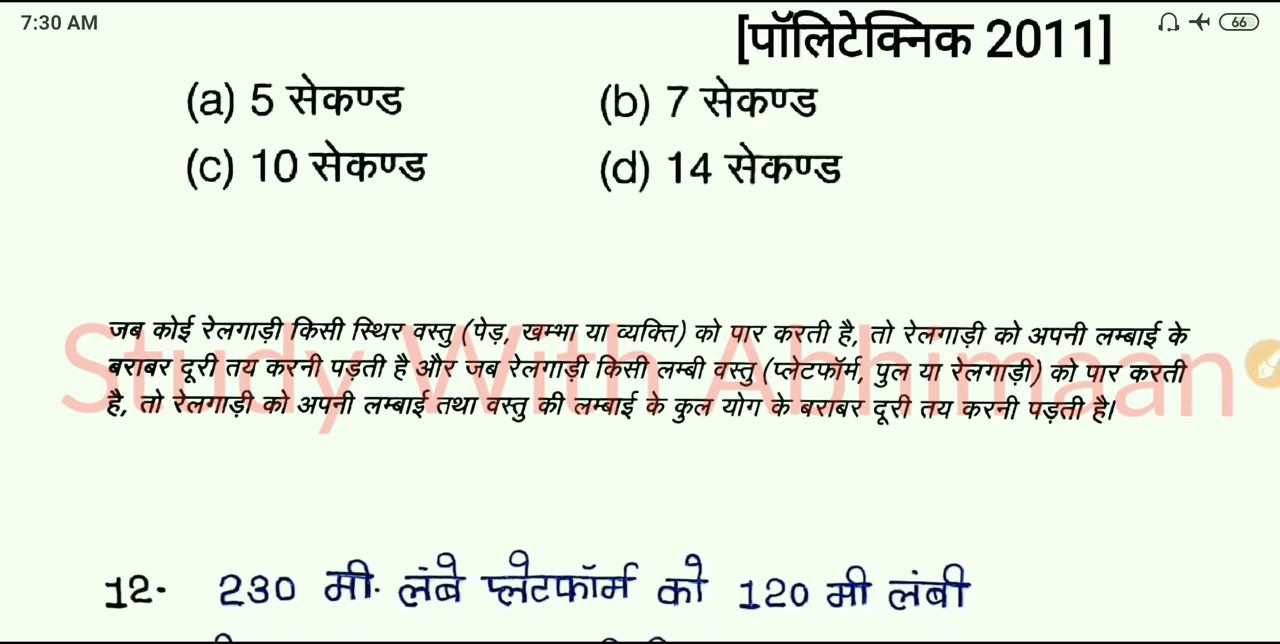 7:30 AM
66
[पॉलिटेक्निक 2011]
(a) 5 सेकण्ड (b) 7 सेकण्ड
(c) 10 सेकण्ड (d) 14 सेकण्ड
Study With Abhimaan
जब कोई रेलगाड़ी किसी स्थिर वस्तु (पेड़, खम्भा या व्यक्ति) को पार करती है, तो रेलगाड़ी को अपनी लम्बाई के
बराबर दूरी तय करनी पड़ती है और जब रेलगाड़ी किसी लम्बी वस्तु (प्लेटफॉर्म, पुल या रेलगाड़ी) को पार करती
है, तो रेलगाड़ी को अपनी लम्बाई तथा वस्तु की लम्बाई के कुल योग के बराबर दूरी तय करनी पड़ती है।
12. 230 मी. लंबे प्लेटफॉर्म को 120 मी लंबी